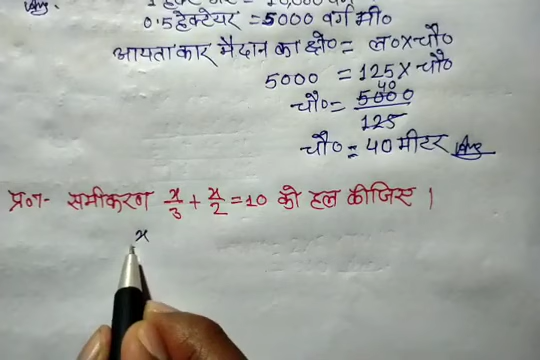 0.5 हेक्टेयर = 5000 वर्ग मी०
आयताकार मैदान का क्षे० = ल० x चौ०
5000 = 125 x चौ०
चौ० = 5000/125 40
चौ० = 40 मीटर Ans
प्रश्न- समीकरण x/3 + x/2 = 10 को हल कीजिए ।
x